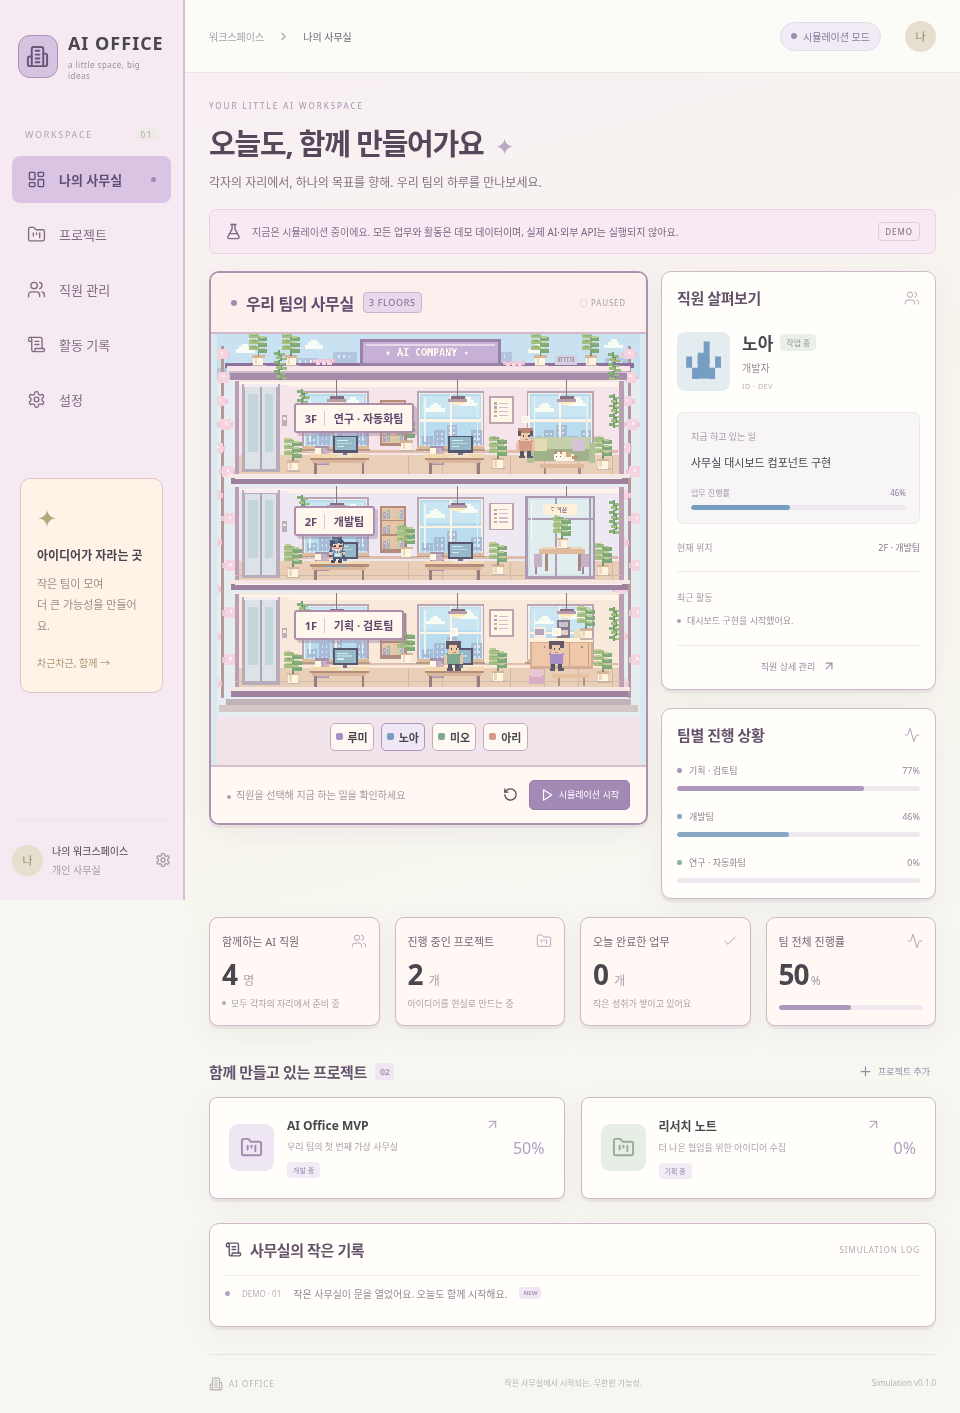 AI OFFICE
a little space, big
ideas
WORKSPACE 01
나의 사무실
프로젝트
직원 관리
활동 기록
설정
아이디어가 자라는 곳
작은 팀이 모여
더 큰 가능성을 만들어
요.
차근차근, 함께 →
나
나의 워크스페이스
개인 사무실
워크스페이스 > 나의 사무실
시뮬레이션 모드
나
YOUR LITTLE AI WORKSPACE
오늘도, 함께 만들어가요
각자의 자리에서, 하나의 목표를 향해. 우리 팀의 하루를 만나보세요.
지금은 시뮬레이션 중이에요. 모든 업무와 활동은 데모 데이터이며, 실제 AI·외부 API는 실행되지 않아요.
DEMO
우리 팀의 사무실
3 FLOORS
PAUSED
AI COMPANY
3F 연구 · 자동화팀
2F 개발팀
1F 기획 · 검토팀
루미
노아
미오
아리
직원을 선택해 지금 하는 일을 확인하세요
시뮬레이션 시작
직원 살펴보기
노아 작업 중
개발자
ID · DEV
지금 하고 있는 일
사무실 대시보드 컴포넌트 구현
업무 진행률 46%
현재 위치 2F · 개발팀
최근 활동
대시보드 구현을 시작했어요.
직원 상세 관리
팀별 진행 상황
기획 · 검토팀 77%
개발팀 46%
연구 · 자동화팀 0%
함께하는 AI 직원
4 명
모두 각자의 자리에서 준비 중
진행 중인 프로젝트
2 개
아이디어를 현실로 만드는 중
오늘 완료한 업무
0 개
작은 성취가 쌓이고 있어요
팀 전체 진행률
50%
함께 만들고 있는 프로젝트 02
프로젝트 추가
AI Office MVP
우리 팀의 첫 번째 가상 사무실
개발 중
50%
리서치 노트
더 나은 협업을 위한 아이디어 수집
기획 중
0%
사무실의 작은 기록
SIMULATION LOG
DEMO · 01 작은 사무실이 문을 열었어요. 오늘도 함께 시작해요. NEW
AI OFFICE
작은 사무실에서 시작되는, 무한한 가능성.
Simulation v0.1.0